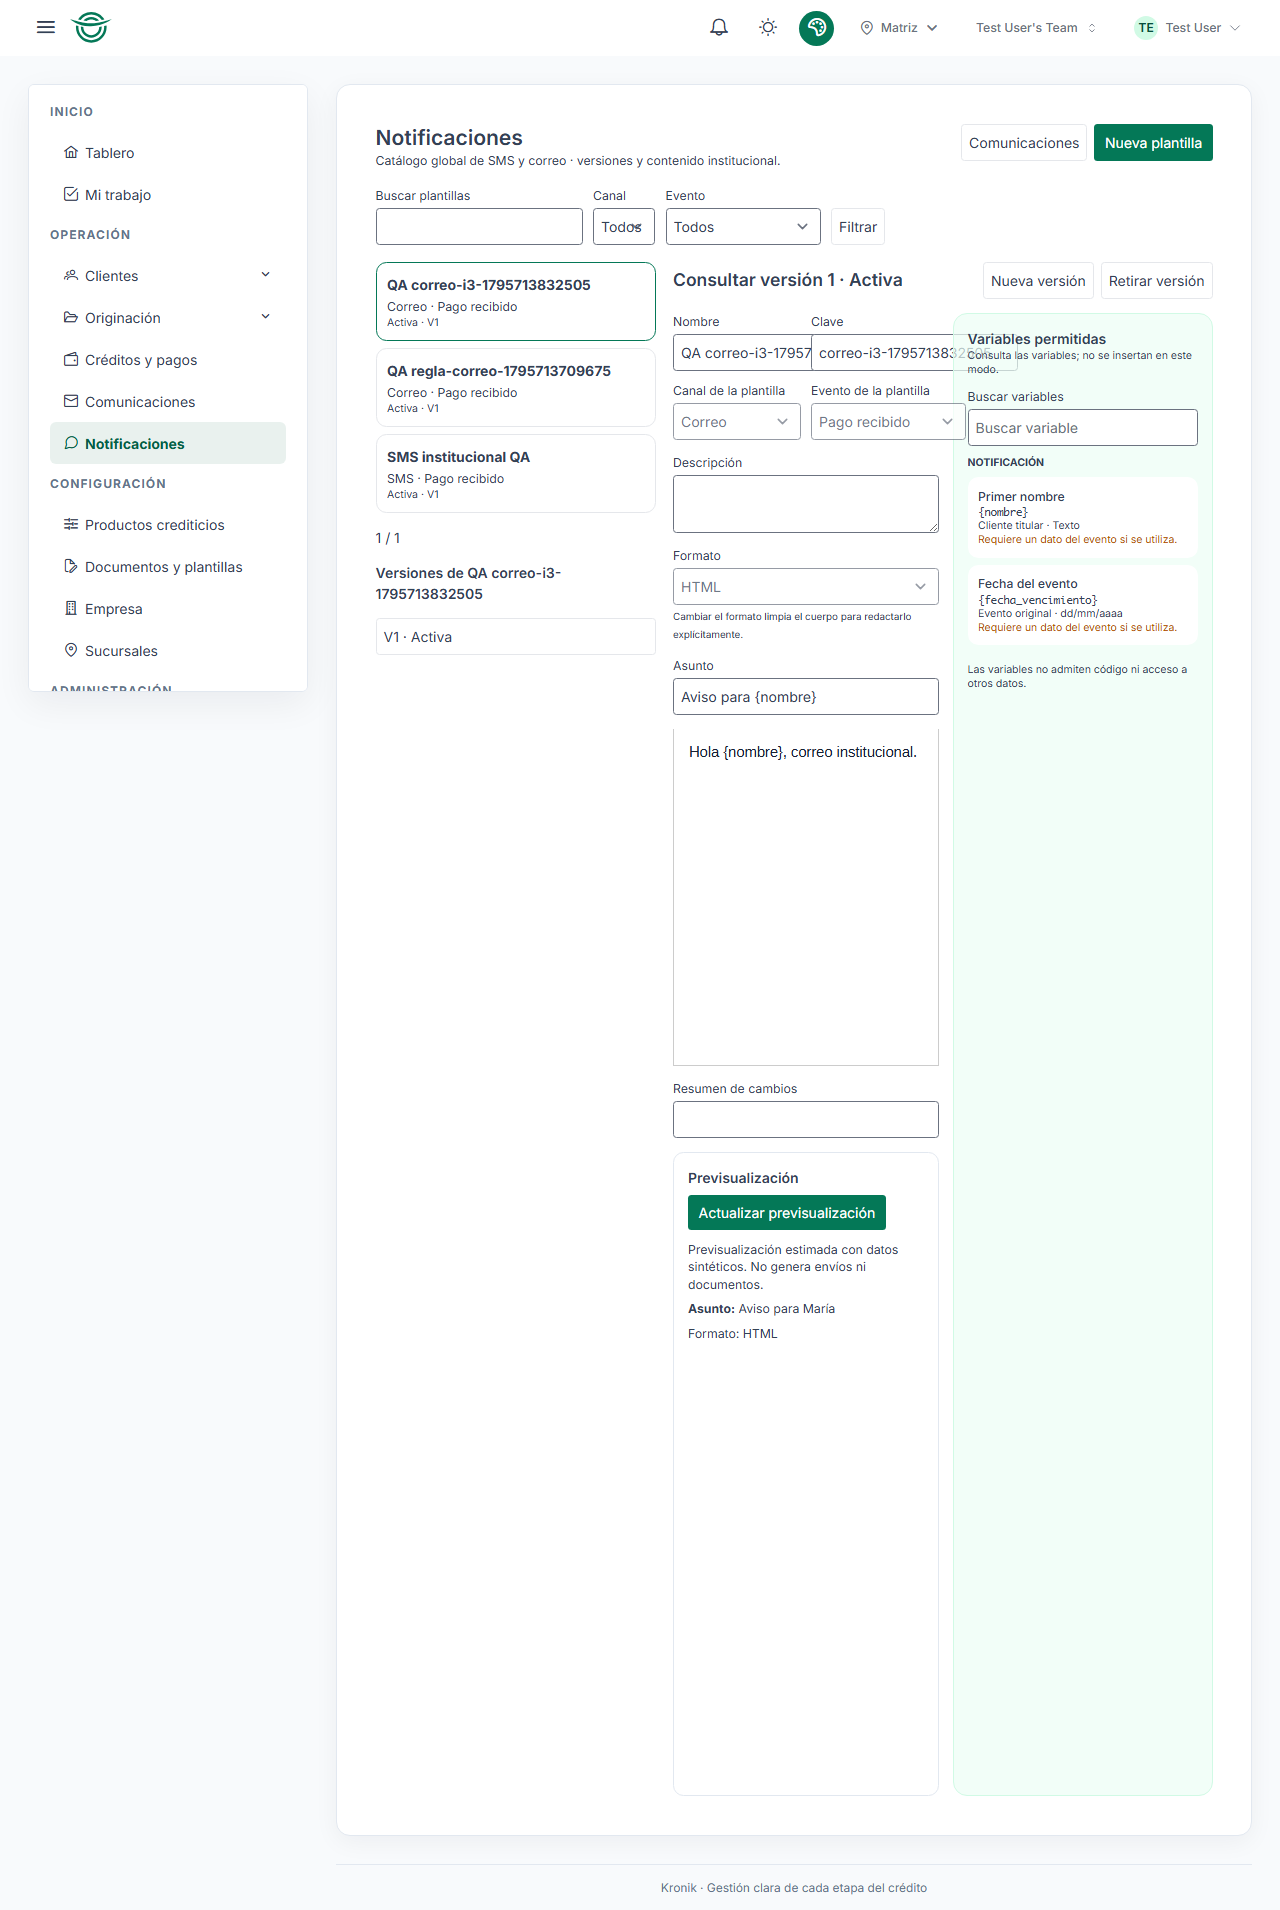 Matriz
Test User's Team
TE
Test User
INICIO
Tablero
Mi trabajo
OPERACIÓN
Clientes
Originación
Créditos y pagos
Comunicaciones
Notificaciones
CONFIGURACIÓN
Productos crediticios
Documentos y plantillas
Empresa
Sucursales
ADMINISTRACIÓN
Notificaciones
Catálogo global de SMS y correo · versiones y contenido institucional.
Comunicaciones
Nueva plantilla
Buscar plantillas
Canal
Evento
Todos
Todos
Filtrar
QA correo-i3-1795713832505
Correo · Pago recibido
Activa · V1
QA regla-correo-1795713709675
Correo · Pago recibido
Activa · V1
SMS institucional QA
SMS · Pago recibido
Activa · V1
1 / 1
Versiones de QA correo-i3-
1795713832505
V1 · Activa
Consultar versión 1 · Activa
Nueva versión
Retirar versión
Nombre
Clave
QA correo-i3-17957
correo-i3-1795713832505
Canal de la plantilla
Evento de la plantilla
Correo
Pago recibido
Descripción
Formato
HTML
Cambiar el formato limpia el cuerpo para redactarlo
explícitamente.
Asunto
Aviso para {nombre}
Hola {nombre}, correo institucional.
Resumen de cambios
Previsualización
Actualizar previsualización
Previsualización estimada con datos
sintéticos. No genera envíos ni
documentos.
Asunto: Aviso para María
Formato: HTML
Variables permitidas
Consulta las variables; no se insertan en este
modo.
Buscar variables
Buscar variable
NOTIFICACIÓN
Primer nombre
{nombre}
Cliente titular · Texto
Requiere un dato del evento si se utiliza.
Fecha del evento
{fecha_vencimiento}
Evento original · dd/mm/aaaa
Requiere un dato del evento si se utiliza.
Las variables no admiten código ni acceso a
otros datos.
Kronik · Gestión clara de cada etapa del crédito